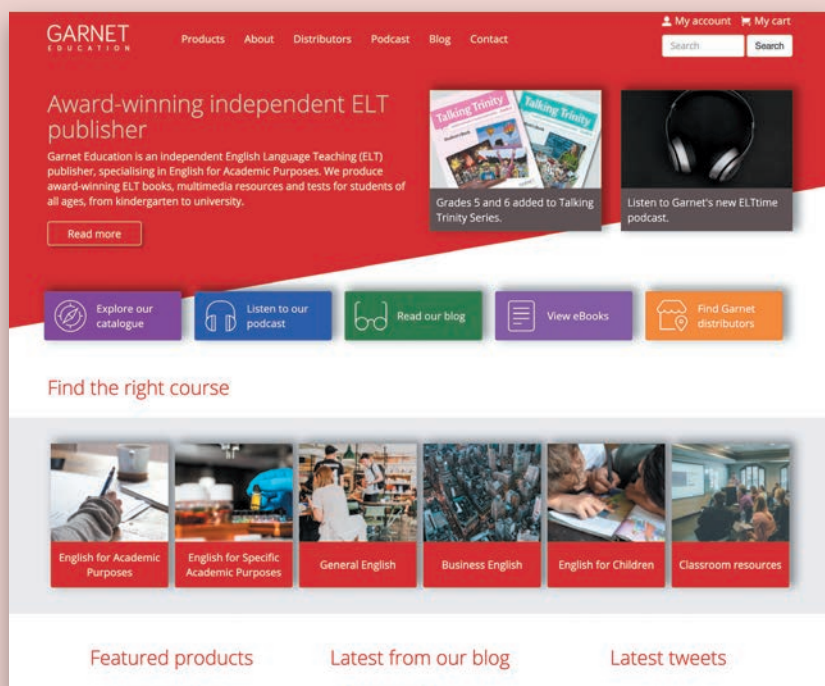 GARNET
EDUCATION
Products About Distributors Podcast Blog Contact
My account My cart
Search Search
Award-winning independent ELT
publisher
Garnet Education is an independent English Language Teaching (ELT)
publisher, specialising in English for Academic Purposes. We produce
award-winning ELT books, multimedia resources and tests for students of
all ages, from kindergarten to university.
Read more
Talking Trinity
Talking Trinity
Grades 5 and 6 added to Talking
Trinity Series.
Listen to Garnet's new ELTtime
podcast.
Explore our
catalogue
Listen to our
podcast
Read our blog
View eBooks
Find Garnet
distributors
Find the right course
English for Academic
Purposes
English for Specific
Academic Purposes
General English
Business English
English for Children
Classroom resources
Featured products
Latest from our blog
Latest tweets